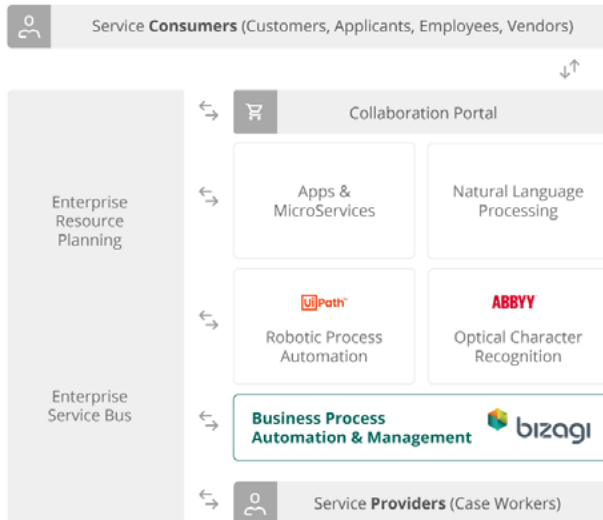 Service Consumers (Customers, Applicants, Employees, Vendors)
Collaboration Portal
Enterprise
Resource
Planning
Apps &
MicroServices
Natural Language
Processing
UiPath™
Robotic Process
Automation
ABBYY
Optical Character
Recognition
Enterprise
Service Bus
Business Process
Automation & Management
bizagi
Service Providers (Case Workers)